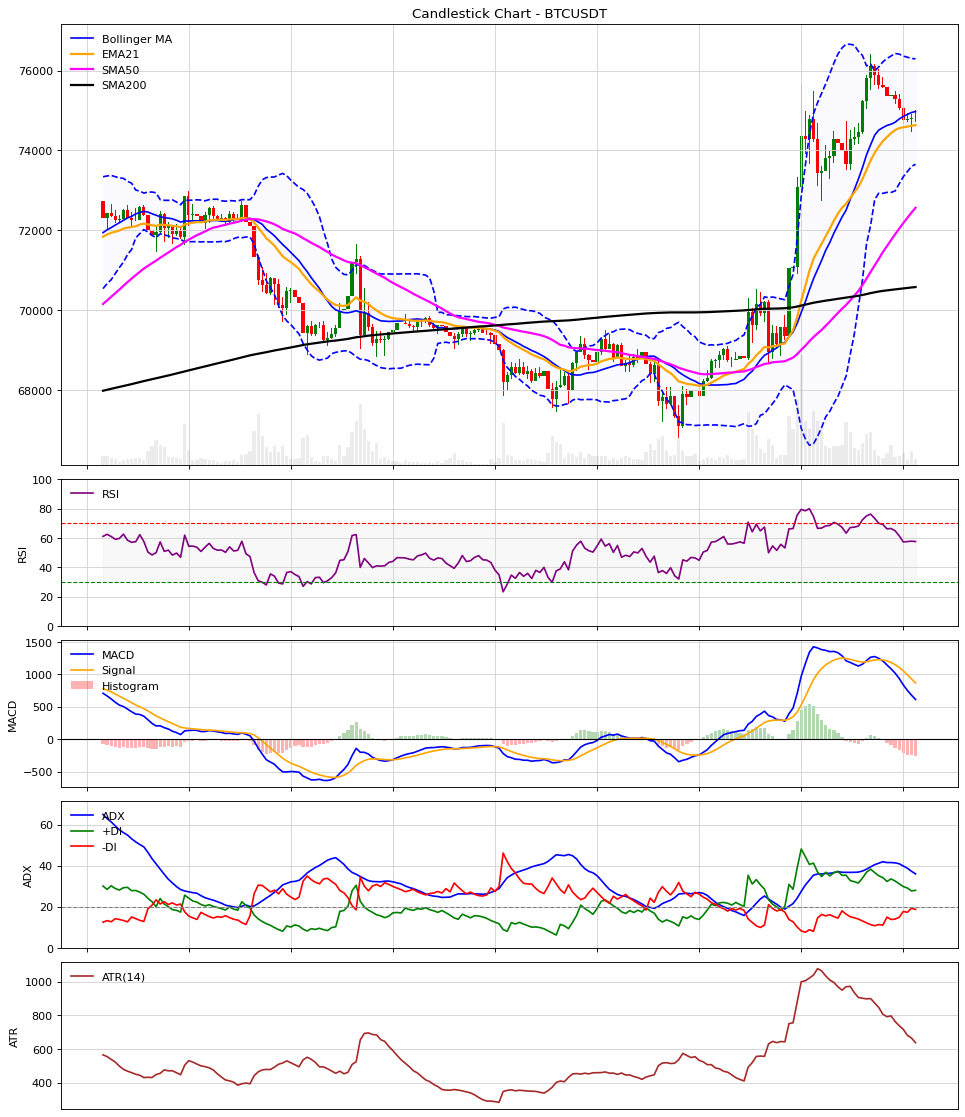 Candlestick Chart - BTCUSDT
Bollinger MA
EMA21
SMA50
SMA200
76000
74000
72000
70000
68000
RSI
100
80
60
40
20
0
RSI
MACD
Signal
Histogram
1500
1000
500
0
−500
MACD
ADX
+DI
-DI
60
40
20
0
ADX
ATR(14)
1000
800
600
400
ATR